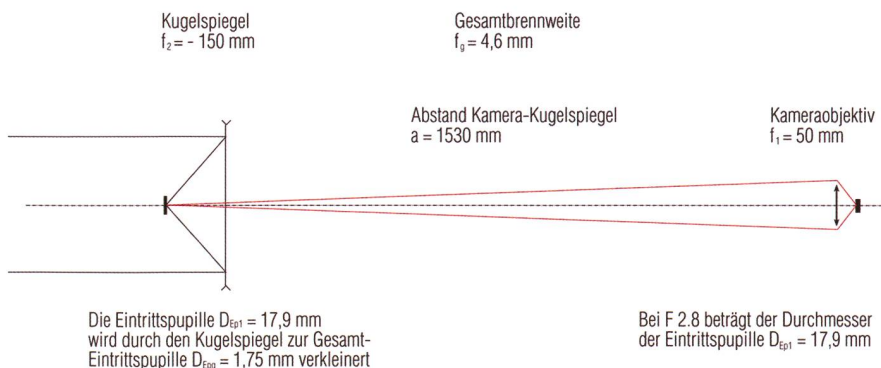 Kugelspiegel
f₂ = - 150 mm
Gesamtbrennweite
f₉ = 4,6 mm
Abstand Kamera-Kugelspiegel
a = 1530 mm
Kameraobjektiv
f₁ = 50 mm
Die Eintrittspupille D_Ep1 = 17,9 mm
wird durch den Kugelspiegel zur Gesamt-
Eintrittspupille D_Epg = 1,75 mm verkleinert
Bei F 2.8 beträgt der Durchmesser
der Eintrittspupille D_Ep1 = 17,9 mm